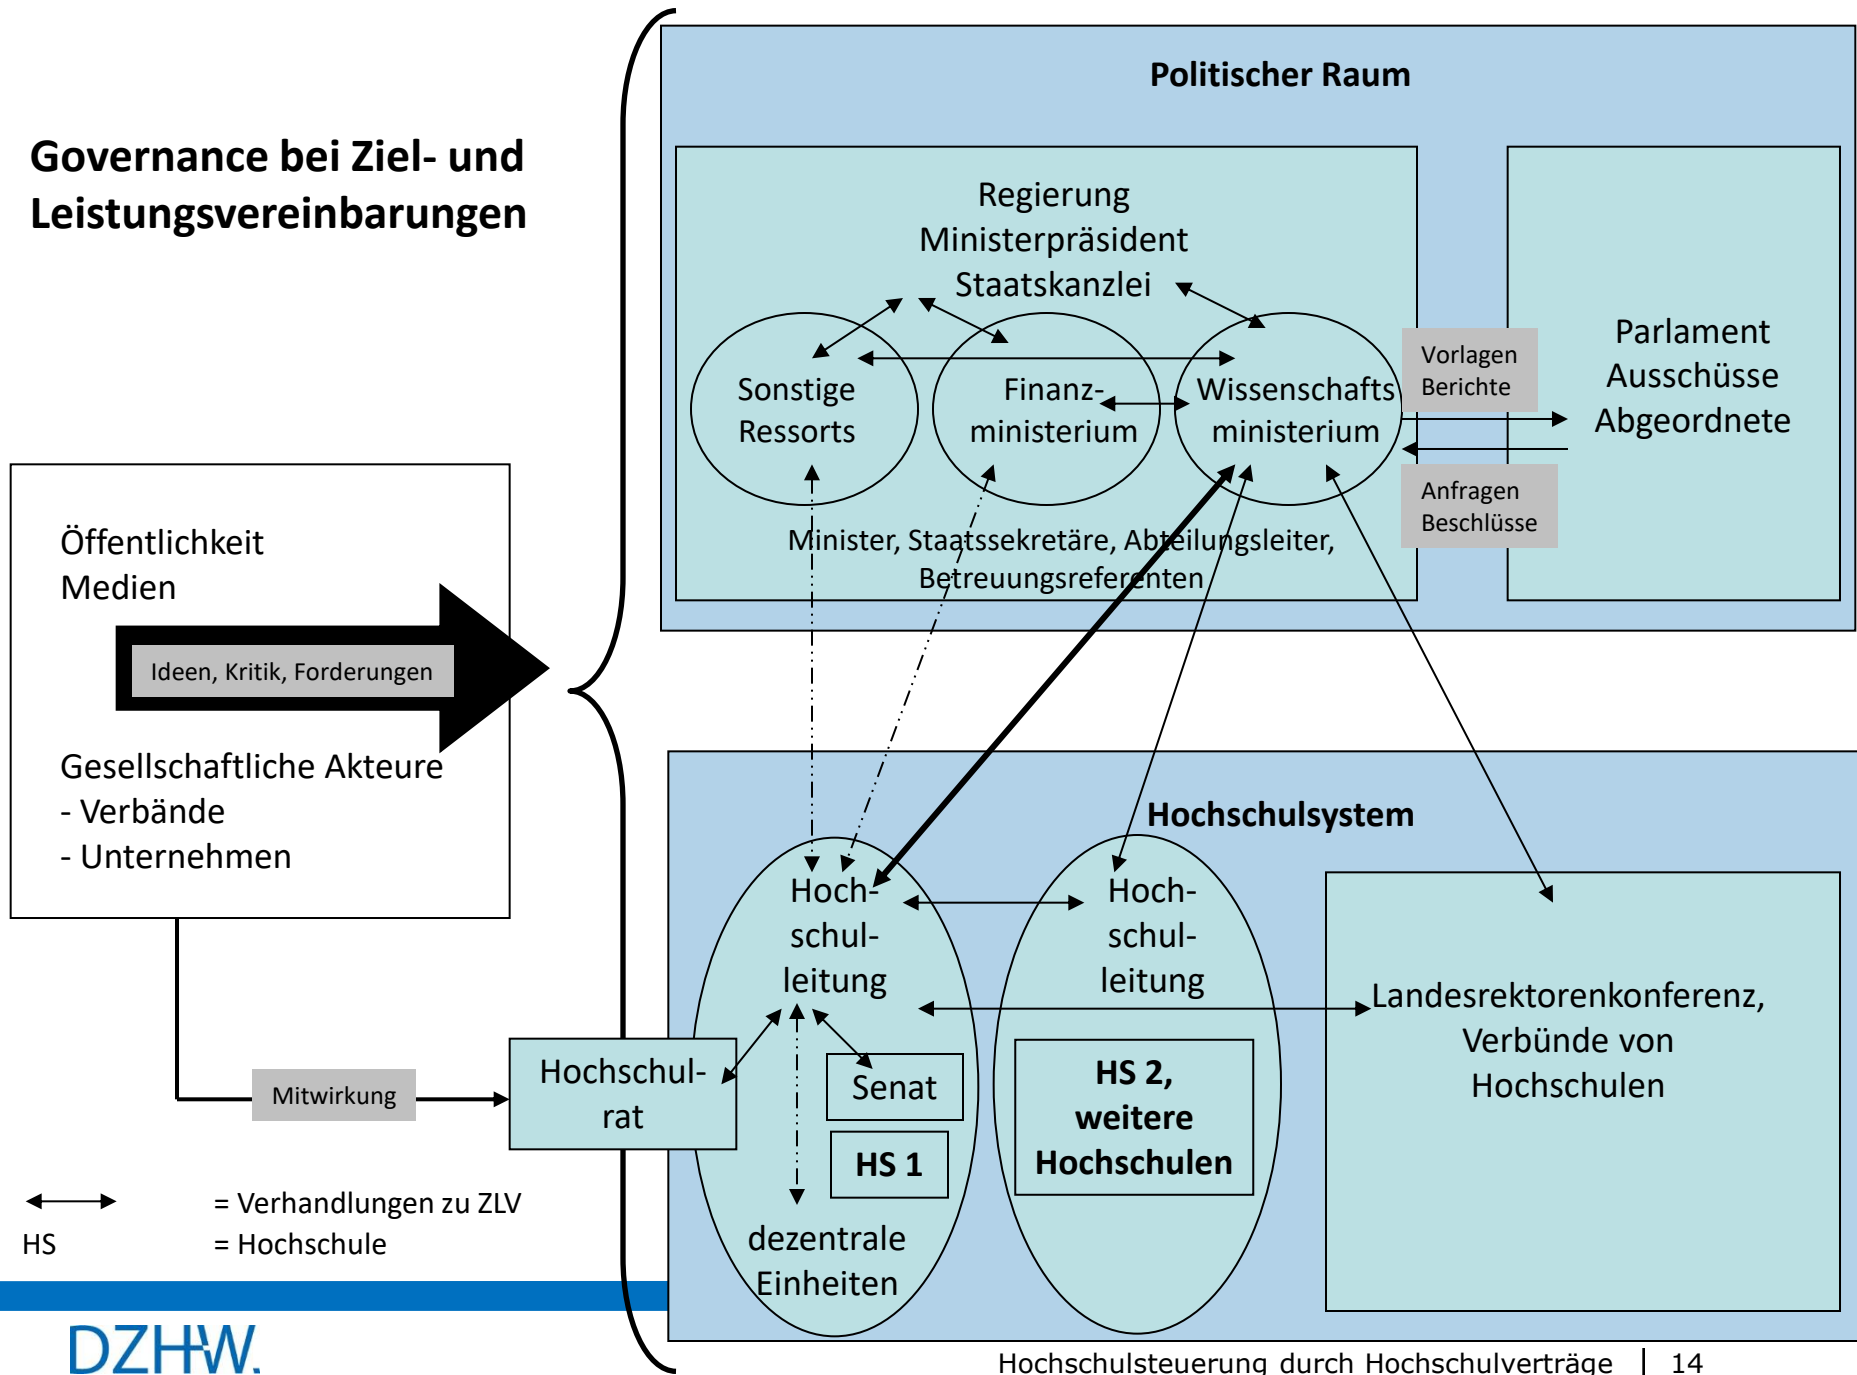 Governance bei Ziel- und
Leistungsvereinbarungen
Politischer Raum
Regierung
Ministerpräsident
Staatskanzlei
Sonstige
Ressorts
Finanz-
ministerium
Wissenschafts
ministerium
Minister, Staatssekretäre, Abteilungsleiter,
Betreuungsreferenten
Vorlagen
Berichte
Anfragen
Beschlüsse
Parlament
Ausschüsse
Abgeordnete
Öffentlichkeit
Medien
Ideen, Kritik, Forderungen
Gesellschaftliche Akteure
- Verbände
- Unternehmen
Mitwirkung
Hochschul-
rat
Hochschulsystem
Hoch-
schul-
leitung
Senat
HS 1
dezentrale
Einheiten
Hoch-
schul-
leitung
HS 2,
weitere
Hochschulen
Landesrektorenkonferenz,
Verbünde von
Hochschulen
= Verhandlungen zu ZLV
HS = Hochschule
DZHW.
Hochschulsteuerung durch Hochschulverträge | 14